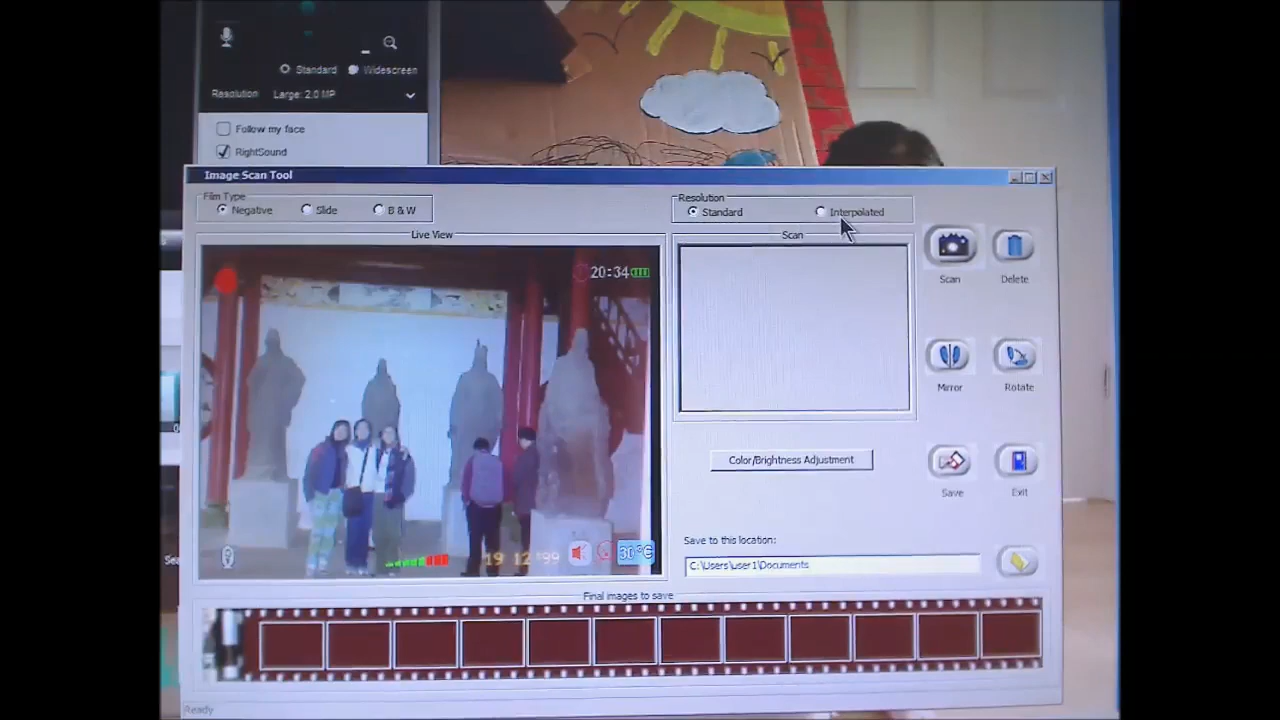 Standard Widescreen
Resolution Large: 2.0 MP
Follow my face
RightSound
Image Scan Tool
Film Type
Negative Slide B & W
Resolution
Standard Interpolated
Live View
Scan
20:34
Scan Delete
Mirror Rotate
Color/Brightness Adjustment
Save Exit
Save to this location:
C:\Users\user1\Documents
19 12 '99
30°C
Final images to save
Ready